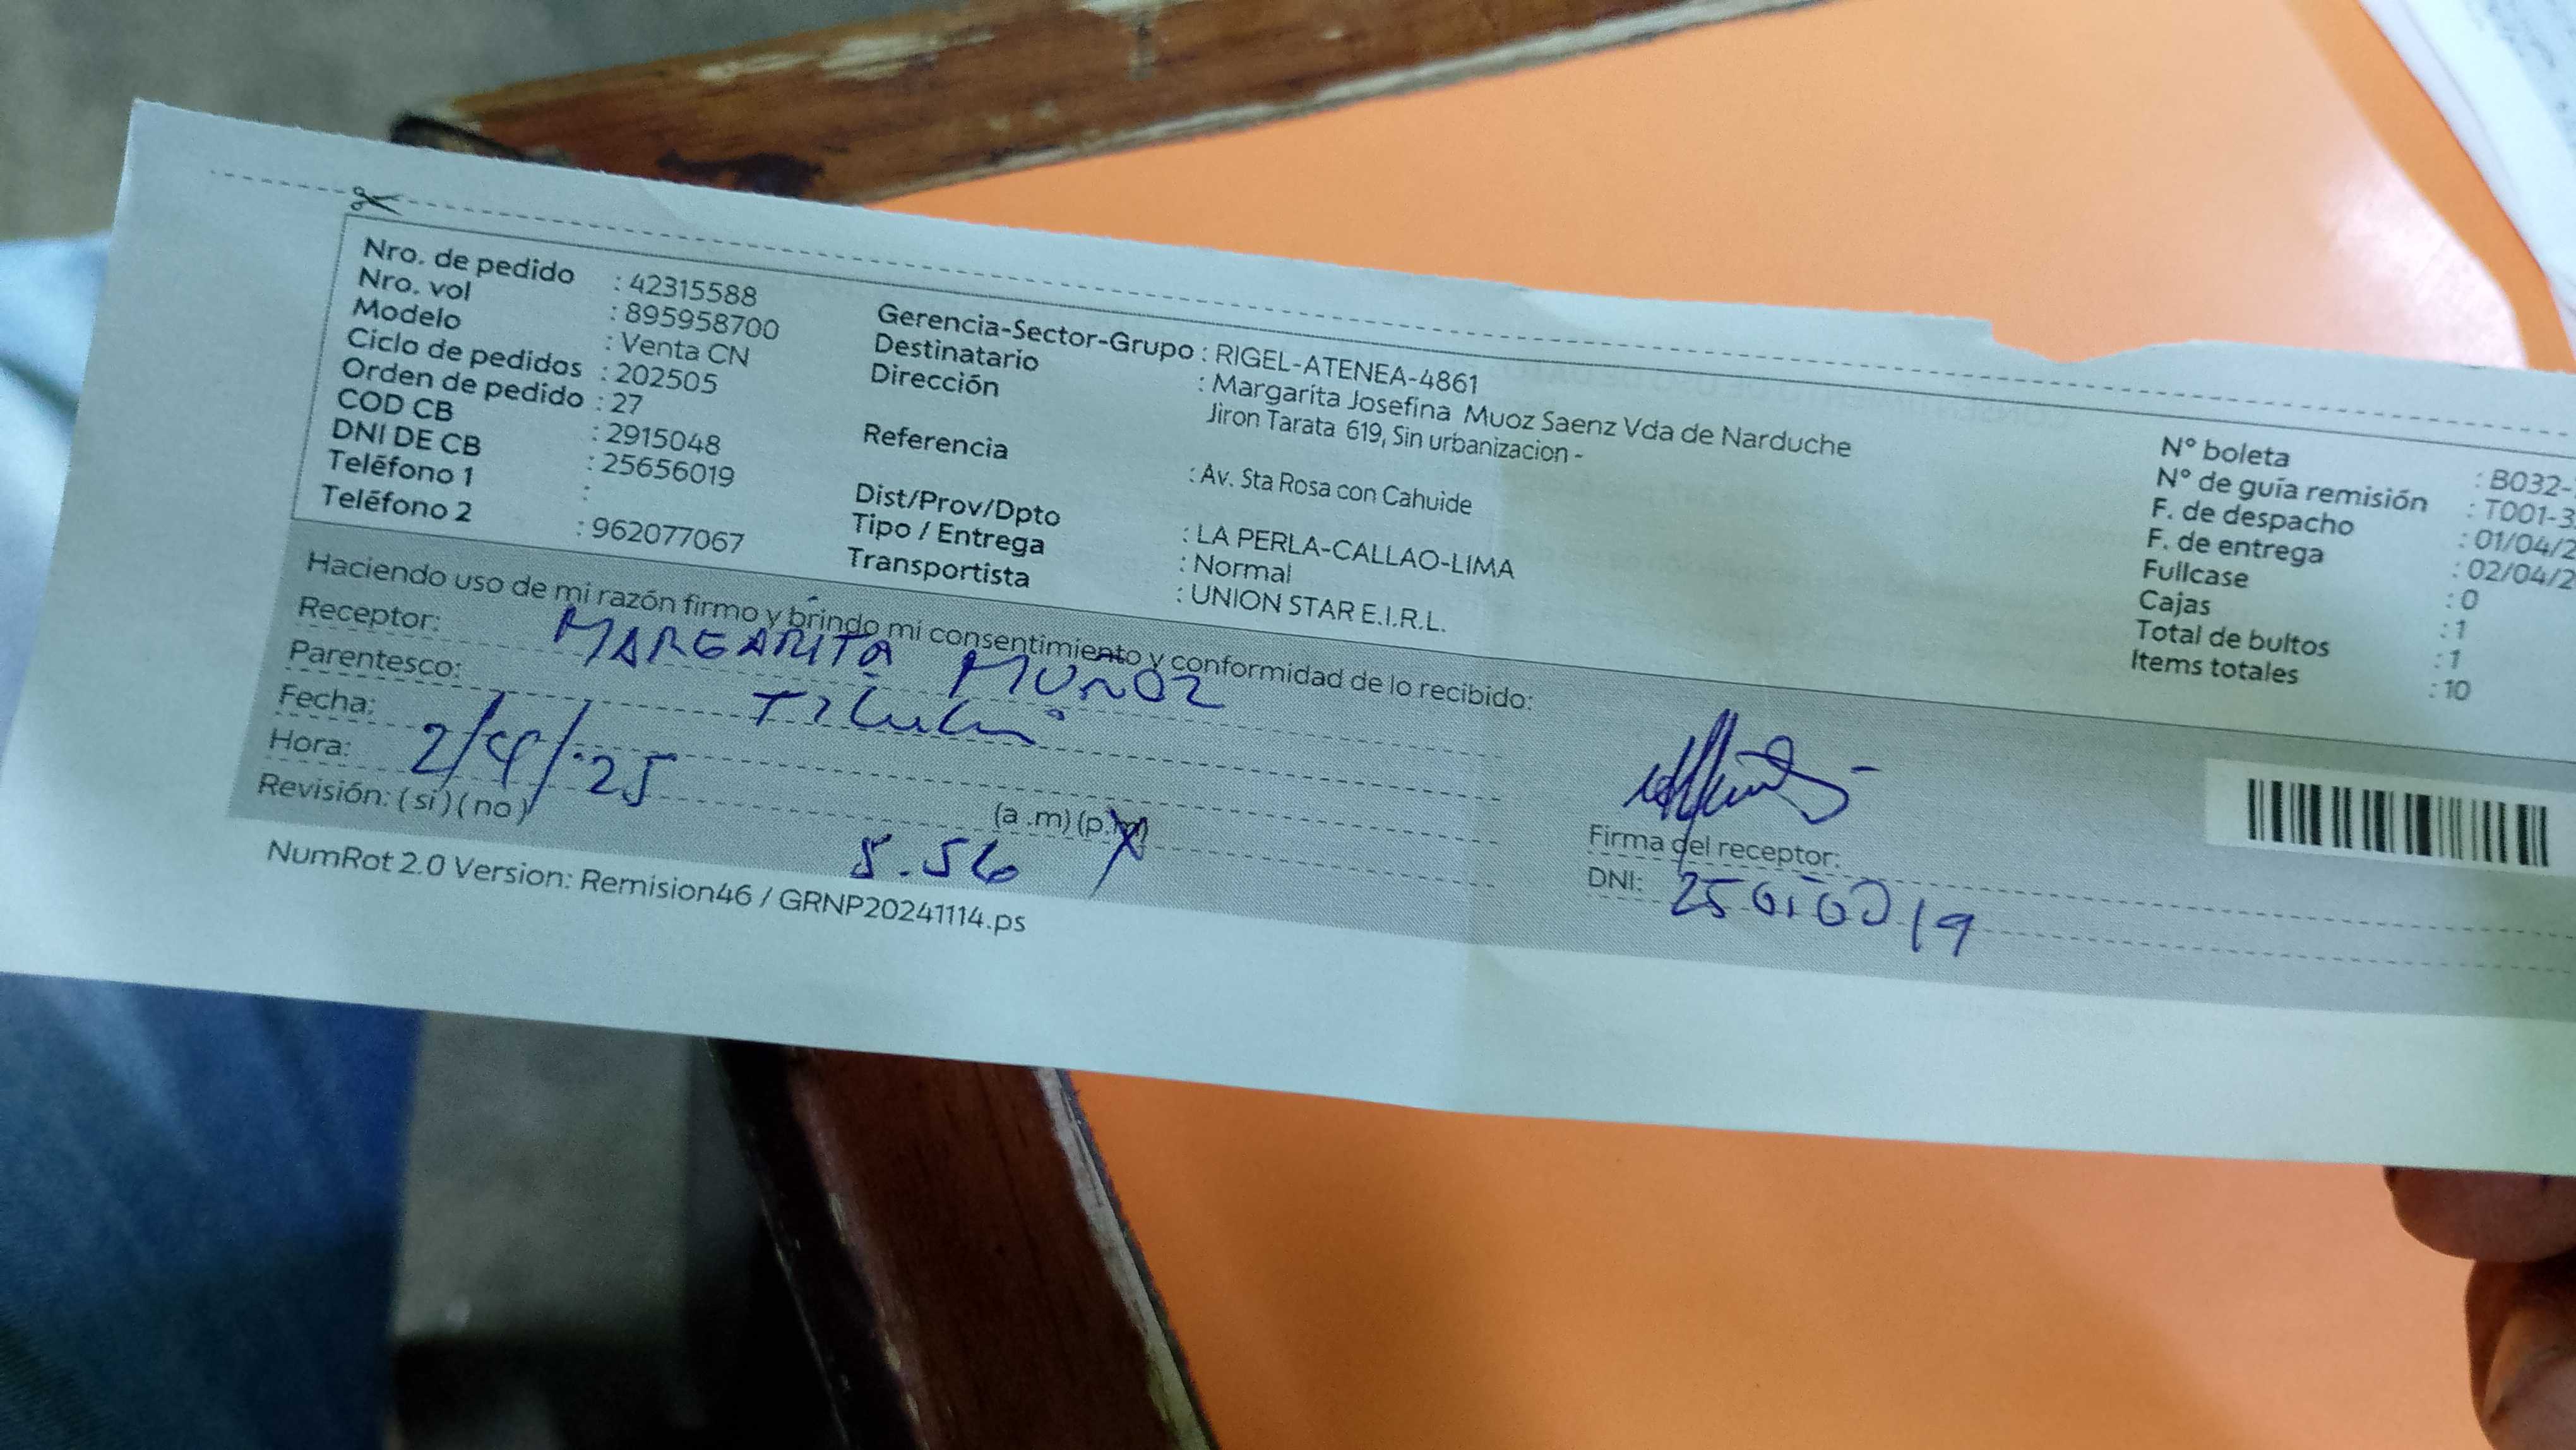 Nro. de pedido : 42315588
Nro. vol : 895958700
Modelo : Venta CN
Ciclo de pedidos : 202505
Orden de pedido : 27
COD CB : 2915048
DNI DE CB : 25656019
Teléfono 1 :
Teléfono 2 : 962077067
Gerencia-Sector-Grupo : RIGEL-ATENEA-4861
Destinatario : Margarita Josefina Muoz Saenz Vda de Narduche
Dirección Jiron Tarata 619, Sin urbanizacion -
Referencia : Av. Sta Rosa con Cahuide
Dist/Prov/Dpto : LA PERLA-CALLAO-LIMA
Tipo / Entrega : Normal
Transportista : UNION STAR E.I.R.L.
N° boleta : B032-
N° de guía remisión : T001-3
F. de despacho : 01/04/2
F. de entrega : 02/04/2
Fullcase : 0
Cajas : 1
Total de bultos : 1
Items totales : 10
Haciendo uso de mi razón firmo y brindo mi consentimiento y conformidad de lo recibido:
Receptor: MARGARITA MUÑOZ
Parentesco:
Fecha: 2/4/25
Hora: 5.56 (a .m) (p.m)
Revisión: (si) (no)
Firma del receptor:
DNI:
NumRot 2.0 Version: Remision46 / GRNP20241114.ps